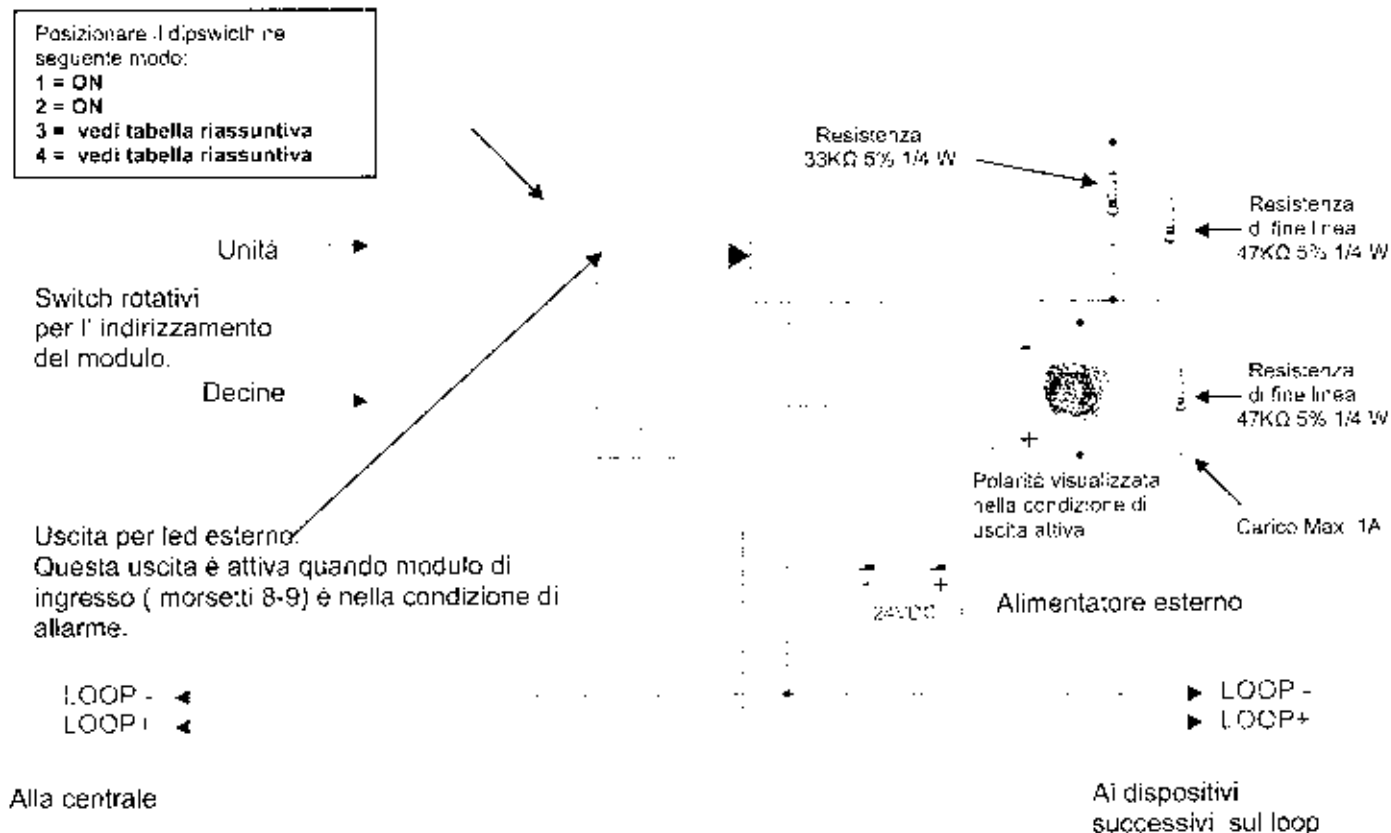 Posizionare il dipswicth ne
seguente modo:
1 = ON
2 = ON
3 = vedi tabella riassuntiva
4 = vedi tabella riassuntiva
Resistenza
33KΩ 5% 1/4 W
Resistenza
di fine linea
47KΩ 5% 1/4 W
Unitá
Switch rotativi
per l' indirizzamento
del modulo.
Decine
Resistenza
di fine linea
47KΩ 5% 1/4 W
-
+
Polaritá visualizzata
nella condizione di
uscita attiva
Carico Max 1A
Uscita per led esterno.
Questa uscita é attiva quando modulo di
ingresso ( morsetti 8-9) é nella condizione di
allarme.
- +
24VDC
Alimentatore esterno
LOOP -
LOOP+
LOOP -
LOOP+
Alla centrale
Ai dispositivi
successivi sul loop